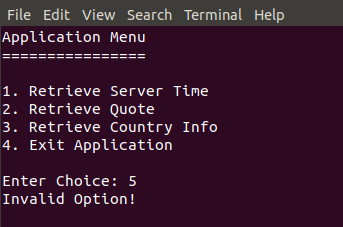 File Edit View Search Terminal Help
Application Menu
================
1. Retrieve Server Time
2. Retrieve Quote
3. Retrieve Country Info
4. Exit Application
Enter Choice: 5
Invalid Option!